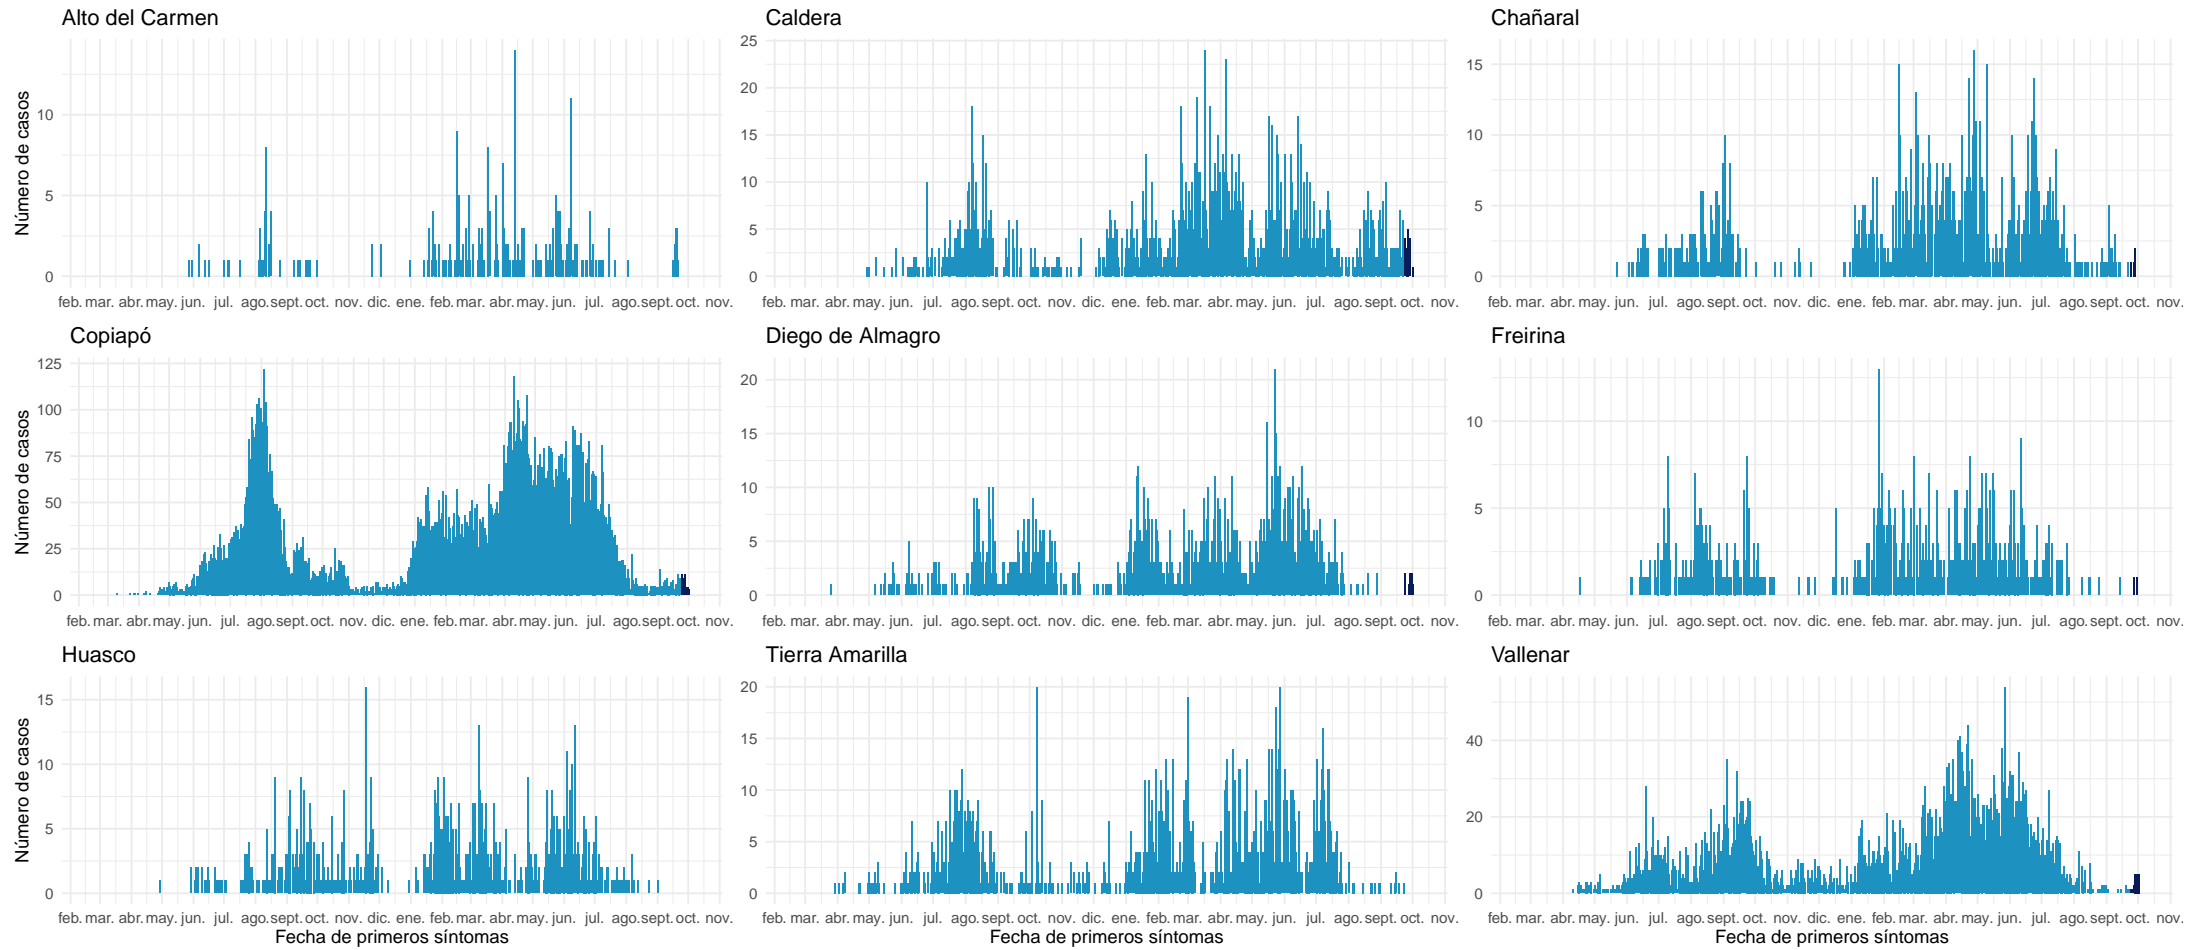 Alto del Carmen
Caldera
Chañaral
Número de casos
10
5
0
25
20
15
10
5
0
15
10
5
0
feb. mar. abr. may. jun. jul. ago. sept. oct. nov. dic. ene. feb. mar. abr. may. jun. jul. ago. sept. oct. nov.
feb. mar. abr. may. jun. jul. ago. sept. oct. nov. dic. ene. feb. mar. abr. may. jun. jul. ago. sept. oct. nov.
feb. mar. abr. may. jun. jul. ago. sept. oct. nov. dic. ene. feb. mar. abr. may. jun. jul. ago. sept. oct. nov.
Copiapó
Diego de Almagro
Freirina
Número de casos
125
100
75
50
25
0
20
15
10
5
0
10
5
0
feb. mar. abr. may. jun. jul. ago. sept. oct. nov. dic. ene. feb. mar. abr. may. jun. jul. ago. sept. oct. nov.
feb. mar. abr. may. jun. jul. ago. sept. oct. nov. dic. ene. feb. mar. abr. may. jun. jul. ago. sept. oct. nov.
feb. mar. abr. may. jun. jul. ago. sept. oct. nov. dic. ene. feb. mar. abr. may. jun. jul. ago. sept. oct. nov.
Huasco
Tierra Amarilla
Vallenar
Número de casos
15
10
5
0
20
15
10
5
0
40
20
0
feb. mar. abr. may. jun. jul. ago. sept. oct. nov. dic. ene. feb. mar. abr. may. jun. jul. ago. sept. oct. nov.
feb. mar. abr. may. jun. jul. ago. sept. oct. nov. dic. ene. feb. mar. abr. may. jun. jul. ago. sept. oct. nov.
feb. mar. abr. may. jun. jul. ago. sept. oct. nov. dic. ene. feb. mar. abr. may. jun. jul. ago. sept. oct. nov.
Fecha de primeros síntomas
Fecha de primeros síntomas
Fecha de primeros síntomas